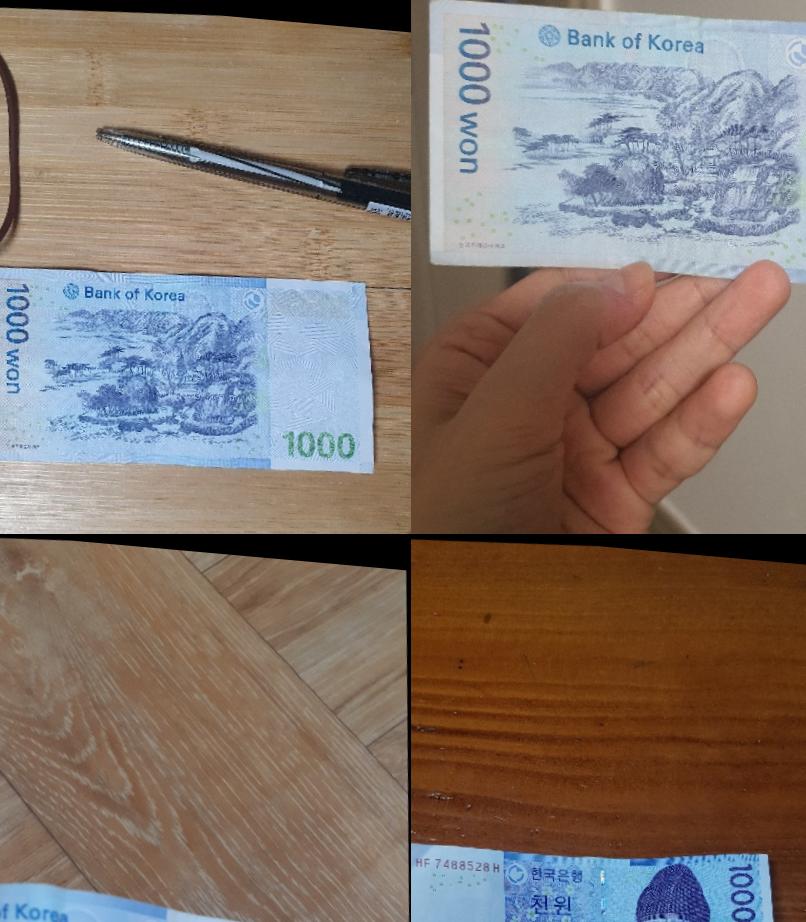 Bank of Korea
1000 won
1000
Bank of Korea
1000 won
of Korea
HF 7488528 H
한국은행
천원
1000